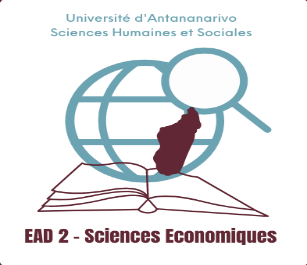 Université d'Antananarivo
Sciences Humaines et Sociales
EAD 2 - Sciences Economiques